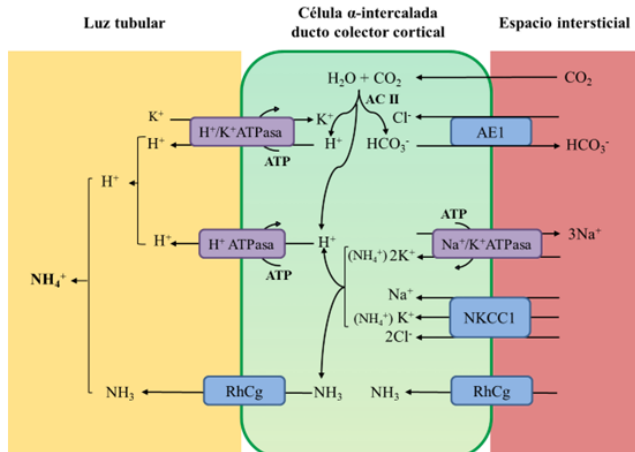 Luz tubular
Célula α-intercalada
ducto colector cortical
Espacio intersticial
H₂O + CO₂
CO₂
AC II
K⁺
H⁺/K⁺ATPasa
K⁺
Cl⁻
AE1
H⁺
H⁺
HCO₃⁻
HCO₃⁻
ATP
H⁺
ATP
H⁺
H⁺ ATPasa
H⁺
Na⁺/K⁺ATPasa
3Na⁺
(NH₄⁺) 2K⁺
ATP
NH₄⁺
Na⁺
(NH₄⁺) K⁺
NKCC1
2Cl⁻
NH₃
RhCg
NH₃
NH₃
RhCg